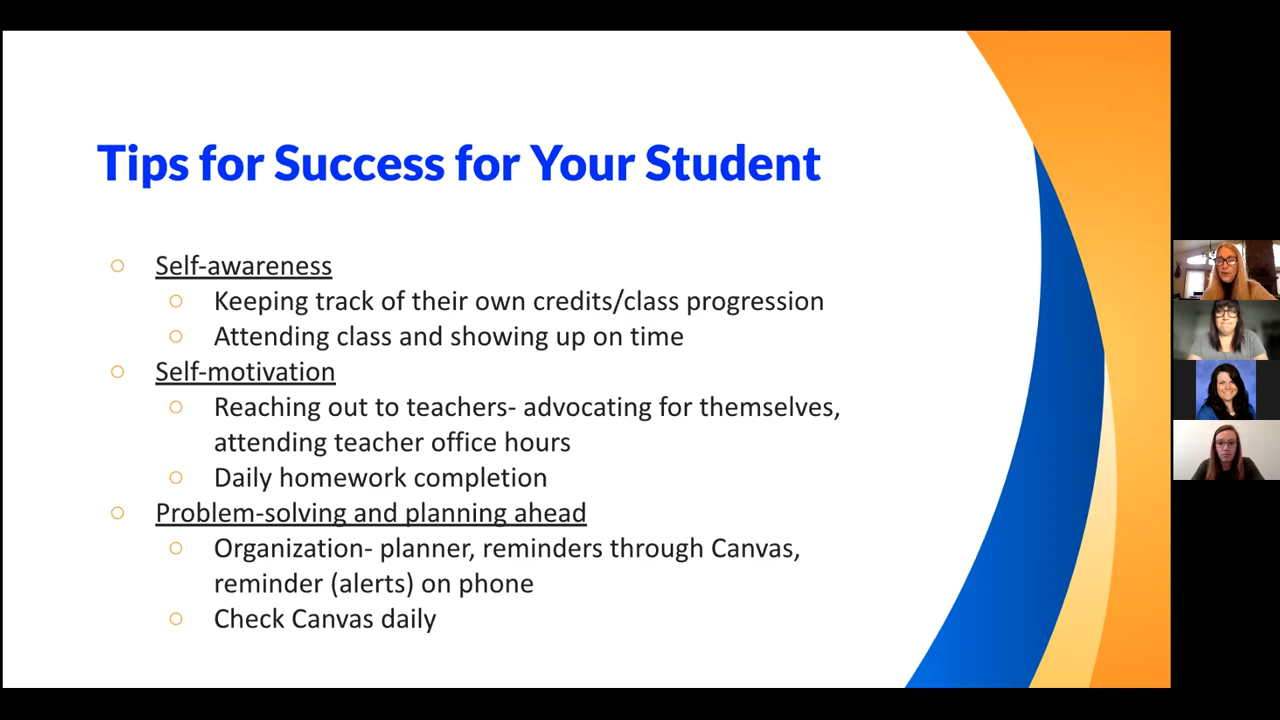 Tips for Success for Your Student
Self-awareness
Keeping track of their own credits/class progression
Attending class and showing up on time
Self-motivation
Reaching out to teachers- advocating for themselves,
attending teacher office hours
Daily homework completion
Problem-solving and planning ahead
Organization- planner, reminders through Canvas,
reminder (alerts) on phone
Check Canvas daily